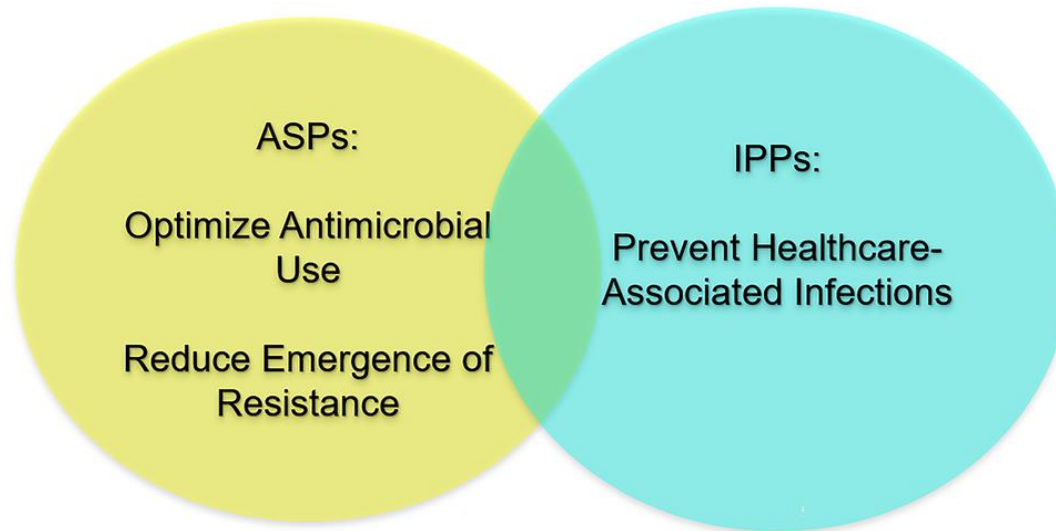 ASPs:
Optimize Antimicrobial
Use
Reduce Emergence of
Resistance
IPPs:
Prevent Healthcare-
Associated Infections